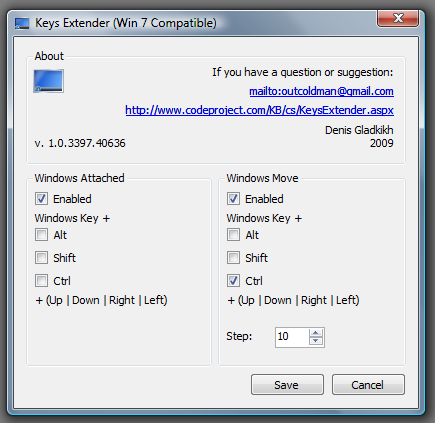 Keys Extender (Win 7 Compatible)
About
If you have a question or suggestion:
mailto:outcoldman@gmail.com
http://www.codeproject.com/KB/cs/KeysExtender.aspx
Denis Gladkikh
v. 1.0.3397.40636 2009
Windows Attached
Enabled
Windows Key +
Alt
Shift
Ctrl
+ (Up | Down | Right | Left)
Windows Move
Enabled
Windows Key +
Alt
Shift
Ctrl
+ (Up | Down | Right | Left)
Step: 10
Save Cancel